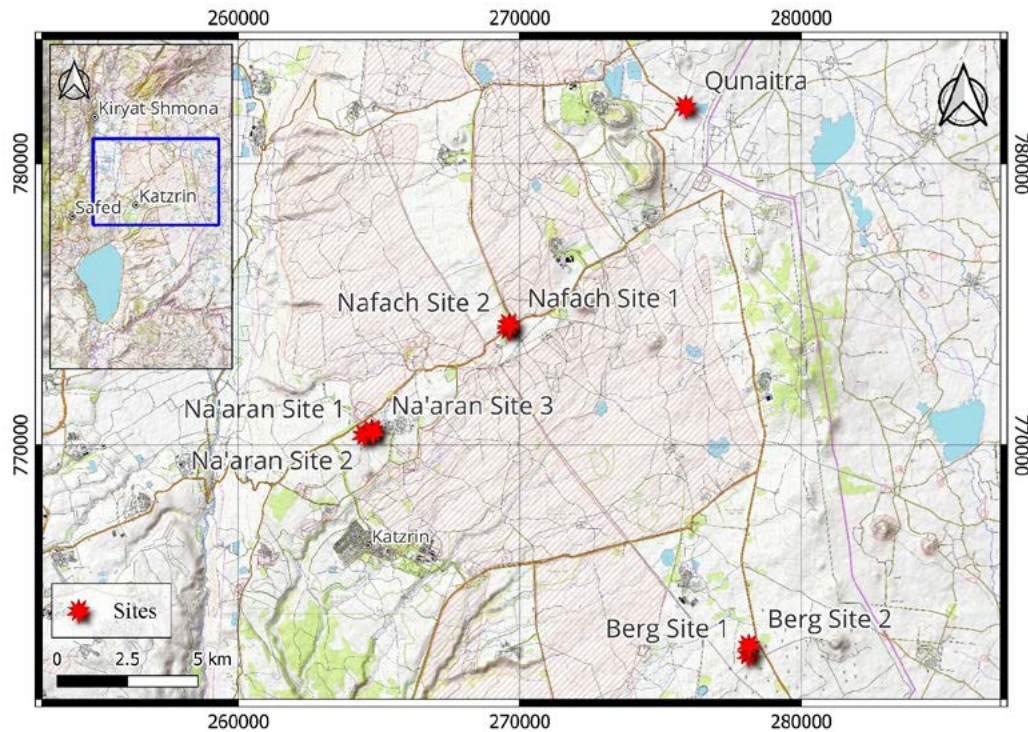 260000
270000
280000
Kiryat Shmona
Katzrin
Safed
Qunaitra
780000
780000
Nafach Site 2
Nafach Site 1
Na'aran Site 1
Na'aran Site 3
Na'aran Site 2
770000
770000
Katzrin
Sites
Berg Site 1
Berg Site 2
0
2.5
5 km
260000
270000
280000